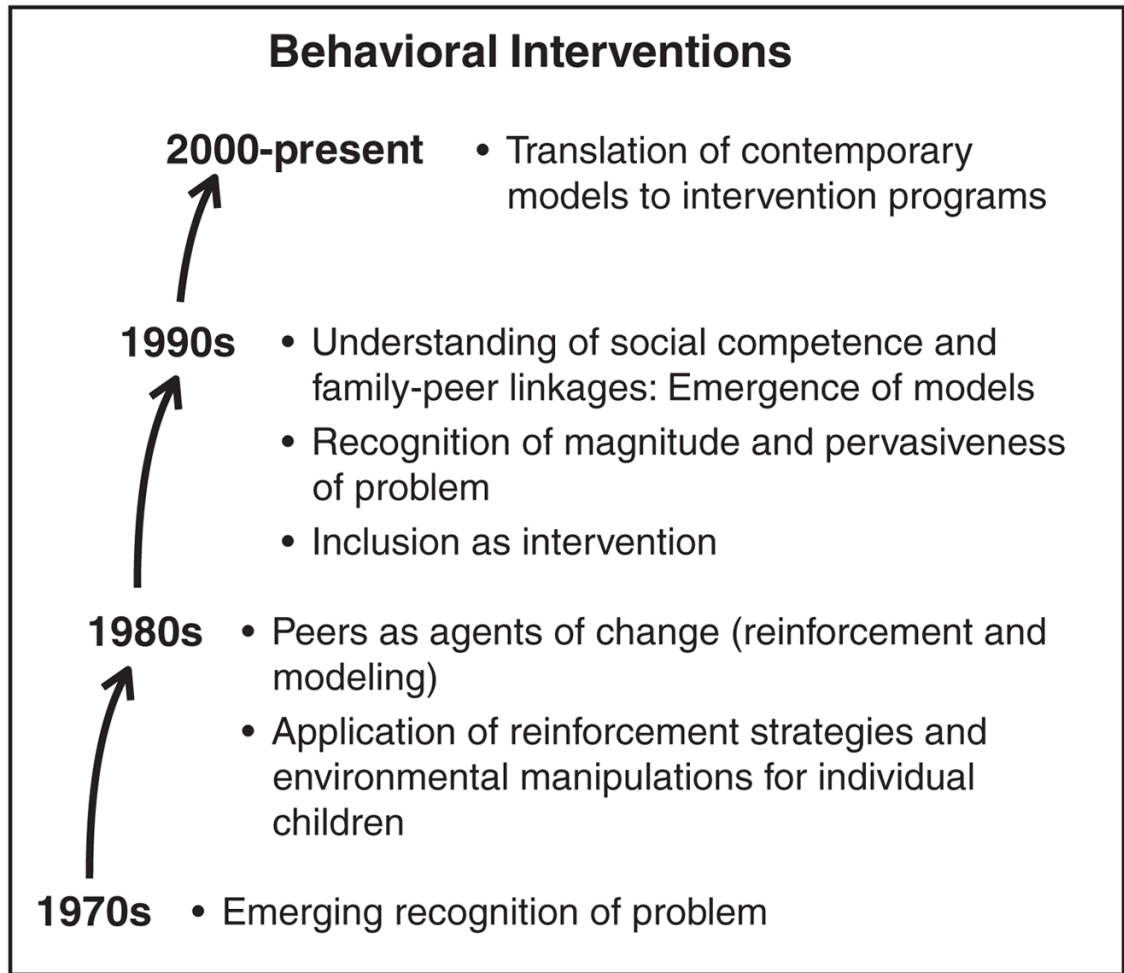 Behavioral Interventions
2000-present • Translation of contemporary
models to intervention programs
1990s • Understanding of social competence and
family-peer linkages: Emergence of models
• Recognition of magnitude and pervasiveness
of problem
• Inclusion as intervention
1980s • Peers as agents of change (reinforcement and
modeling)
• Application of reinforcement strategies and
environmental manipulations for individual
children
1970s • Emerging recognition of problem